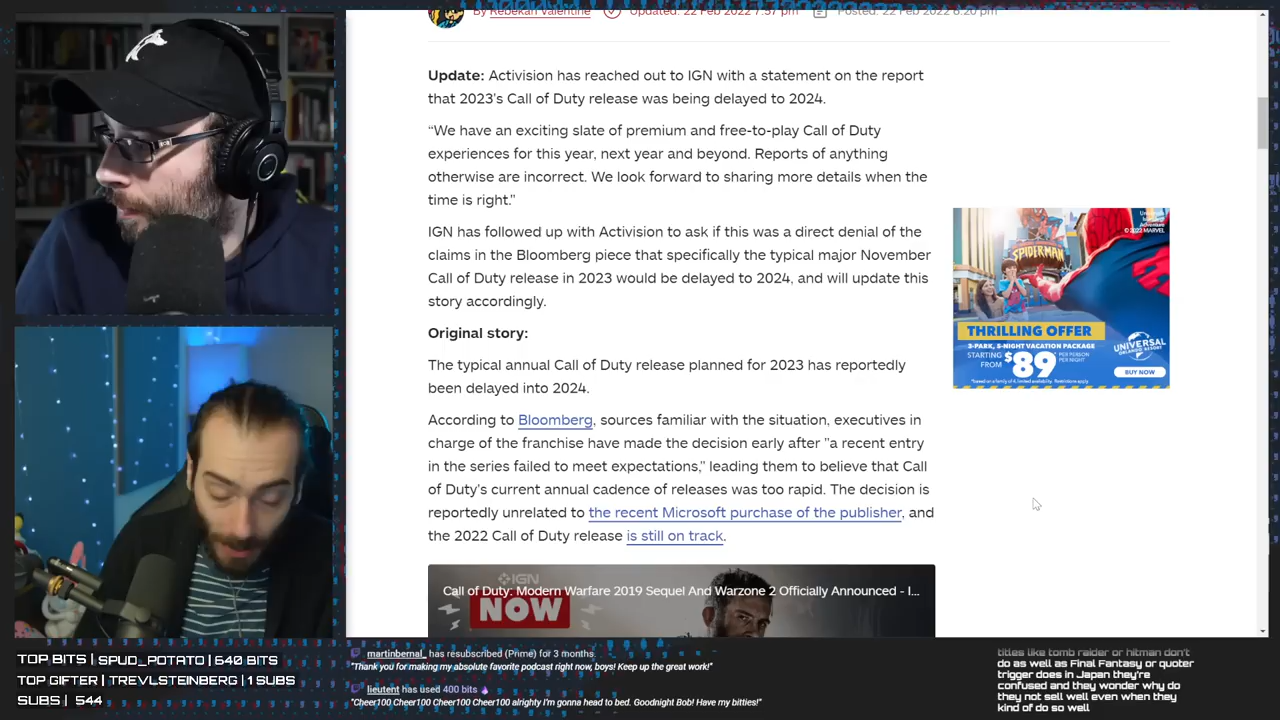 By Rebekah Valentine Updated: 22 Feb 2022 7:57 pm Posted: 22 Feb 2022 6:20 pm
Update: Activision has reached out to IGN with a statement on the report
that 2023's Call of Duty release was being delayed to 2024.
“We have an exciting slate of premium and free-to-play Call of Duty
experiences for this year, next year and beyond. Reports of anything
otherwise are incorrect. We look forward to sharing more details when the
time is right.”
IGN has followed up with Activision to ask if this was a direct denial of the
claims in the Bloomberg piece that specifically the typical major November
Call of Duty release in 2023 would be delayed to 2024, and will update this
story accordingly.
Original story:
The typical annual Call of Duty release planned for 2023 has reportedly
been delayed into 2024.
According to Bloomberg, sources familiar with the situation, executives in
charge of the franchise have made the decision early after "a recent entry
in the series failed to meet expectations," leading them to believe that Call
of Duty's current annual cadence of releases was too rapid. The decision is
reportedly unrelated to the recent Microsoft purchase of the publisher, and
the 2022 Call of Duty release is still on track.
IGN
NOW
Call of Duty: Modern Warfare 2019 Sequel And Warzone 2 Officially Announced - I...
© 2022 MARVEL
SPIDERMAN
THRILLING OFFER
3-PARK, 5-NIGHT VACATION PACKAGE
STARTING FROM $89 PER PERSON PER NIGHT*
UNIVERSAL
ORLANDO RESORT
BUY NOW
TOP BITS | SPUD_POTATO | 640 BITS
TOP GIFTER | TREVLSTEINBERG | 1 SUBS
SUBS | 544
martinbernal_ has resubscribed (Prime) for 3 months.
"Thank you for making my absolute favorite podcast right now, boys! Keep up the great work!"
lieutent has used 400 bits
"Cheer100 Cheer100 Cheer100 Cheer100 alrighty I'm gonna head to bed. Goodnight Bob! Have my bitties!"
titles like tomb raider or hitman don't
do as well as Final Fantasy or quoter
trigger does in Japan they're
confused and they wonder why do
they not sell well even when they
kind of do so well